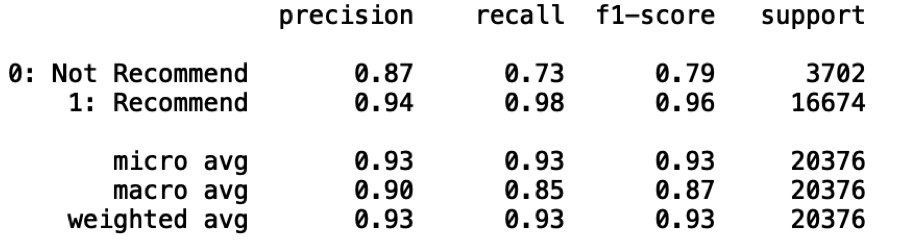 precision recall f1-score support
0: Not Recommend 0.87 0.73 0.79 3702
1: Recommend 0.94 0.98 0.96 16674
micro avg 0.93 0.93 0.93 20376
macro avg 0.90 0.85 0.87 20376
weighted avg 0.93 0.93 0.93 20376